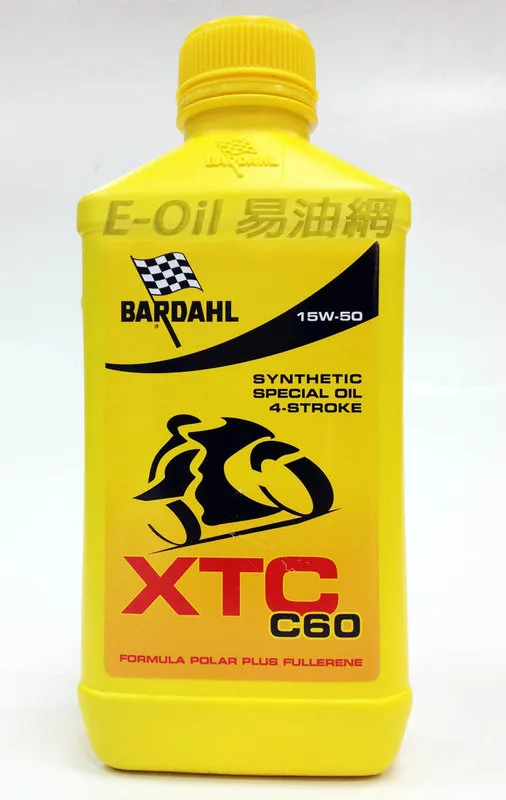 BARDAHL
E-Oil 易油網
BARDAHL
15W-50
SYNTHETIC
SPECIAL OIL
4-STROKE
XTC
C60
FORMULA POLAR PLUS FULLERENE